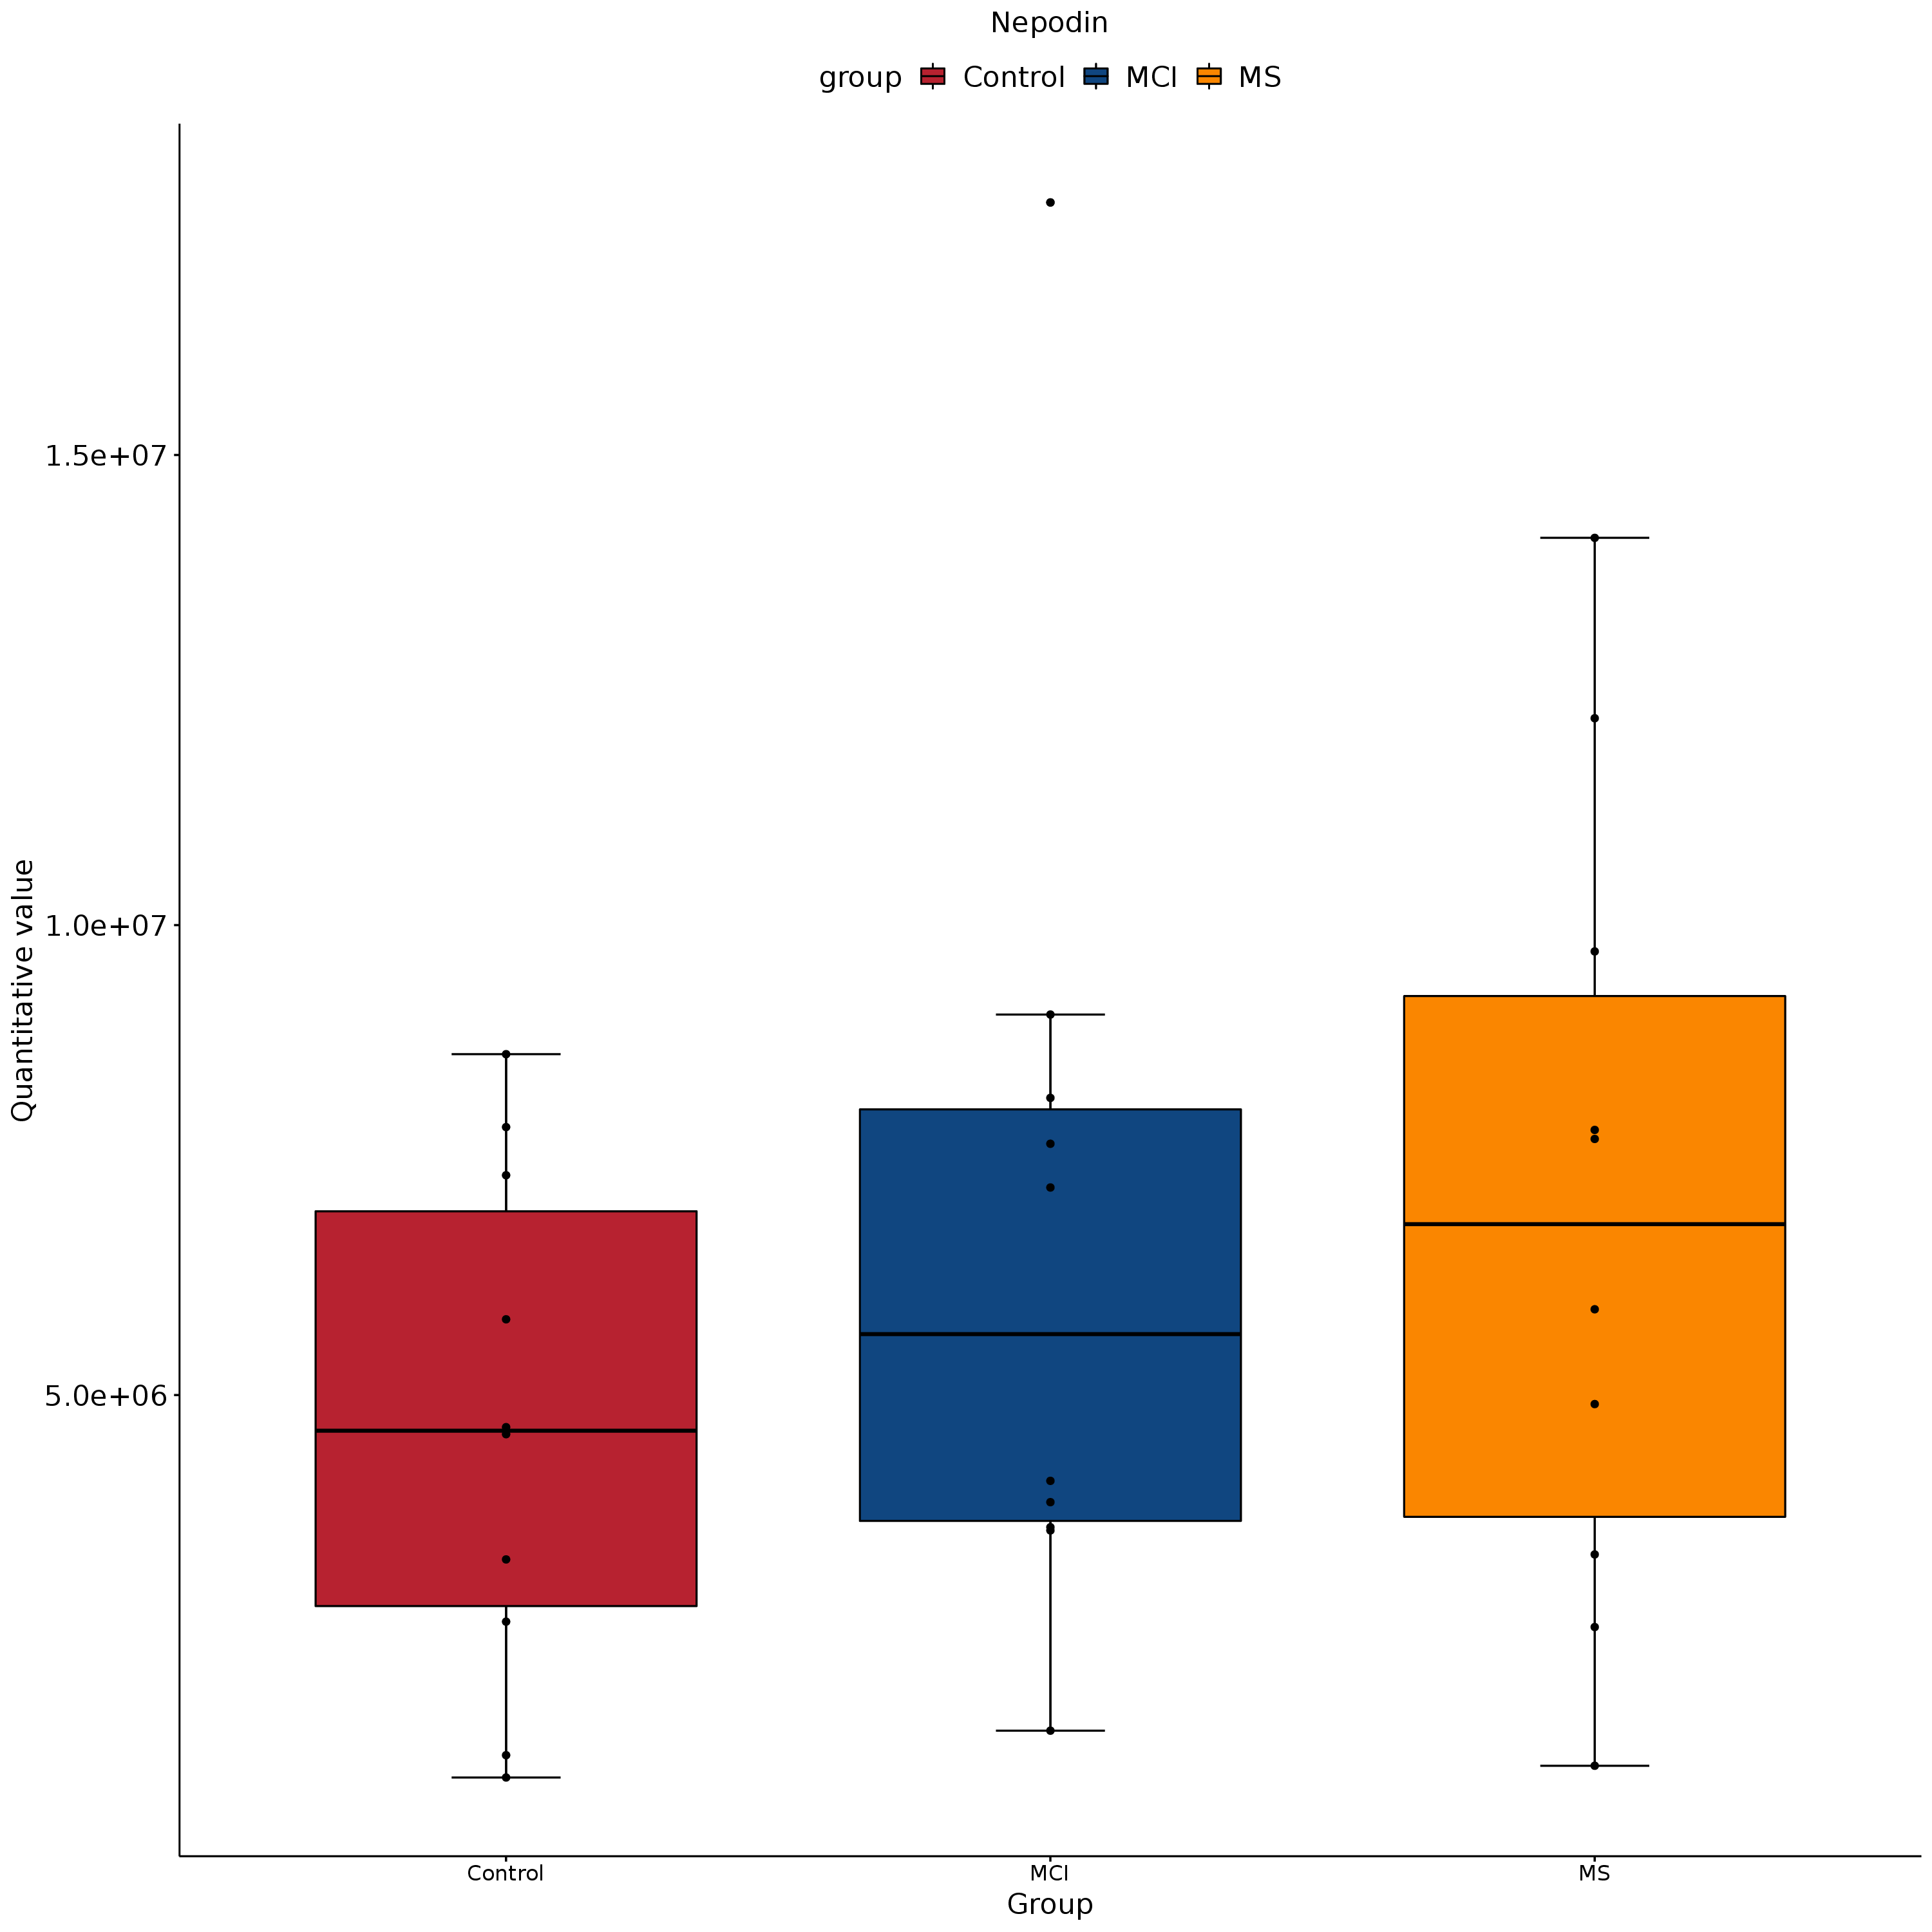 Nepodin
group Control MCI MS
Quantitative value
1.5e+07
1.0e+07
5.0e+06
Control MCI MS
Group